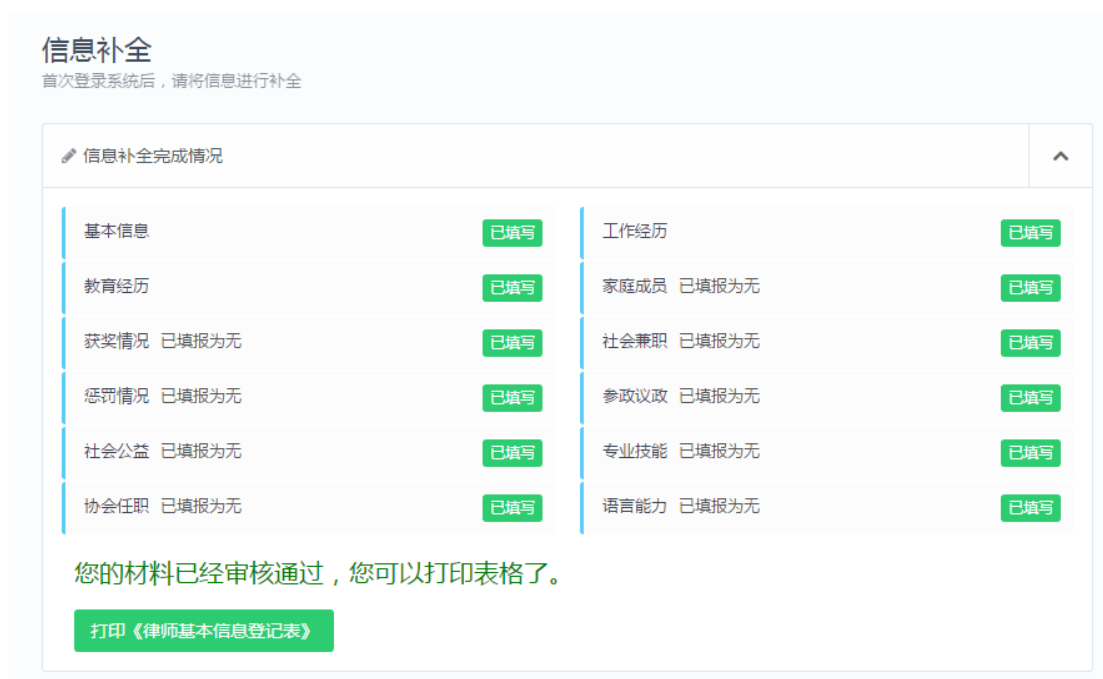 信息补全
首次登录系统后，请将信息进行补全
信息补全完成情况
基本信息 已填写 工作经历 已填写
教育经历 已填写 家庭成员 已填报为无 已填写
获奖情况 已填报为无 已填写 社会兼职 已填报为无 已填写
惩罚情况 已填报为无 已填写 参政议政 已填报为无 已填写
社会公益 已填报为无 已填写 专业技能 已填报为无 已填写
协会任职 已填报为无 已填写 语言能力 已填报为无 已填写
您的材料已经审核通过，您可以打印表格了。
打印《律师基本信息登记表》